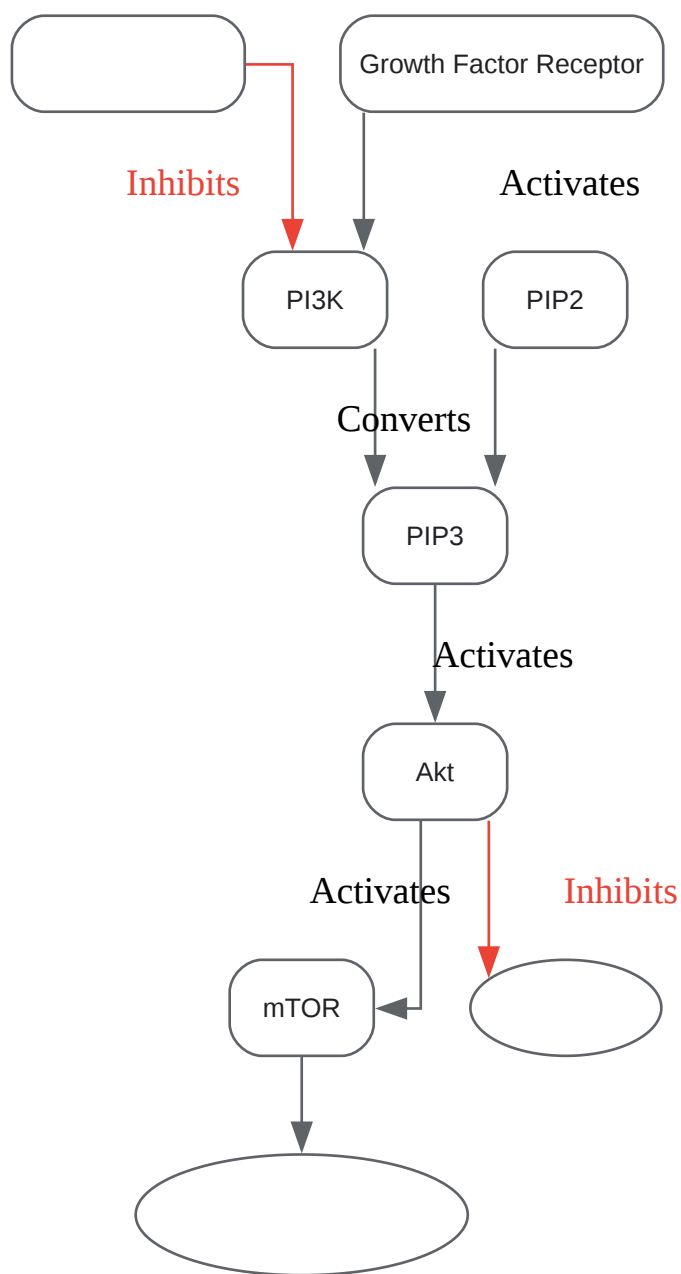 Growth Factor Receptor
Inhibits
Activates
PI3K
PIP2
Converts
PIP3
Activates
Akt
Activates
Inhibits
mTOR